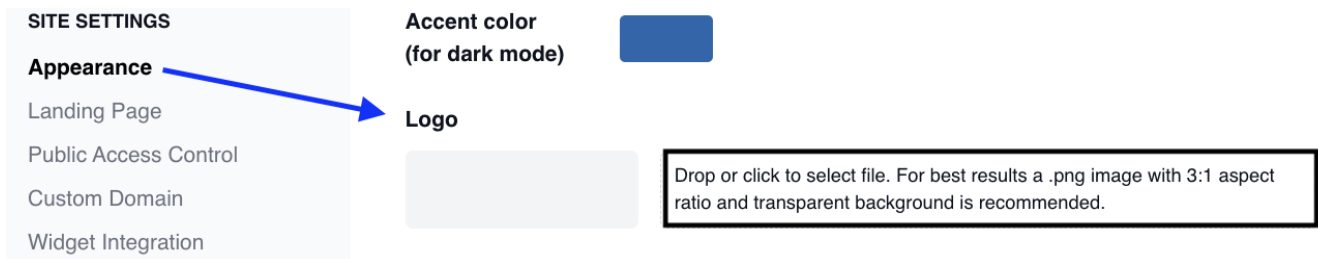 SITE SETTINGS
Appearance
Landing Page
Public Access Control
Custom Domain
Widget Integration
Accent color
(for dark mode)
Logo
Drop or click to select file. For best results a .png image with 3:1 aspect
ratio and transparent background is recommended.